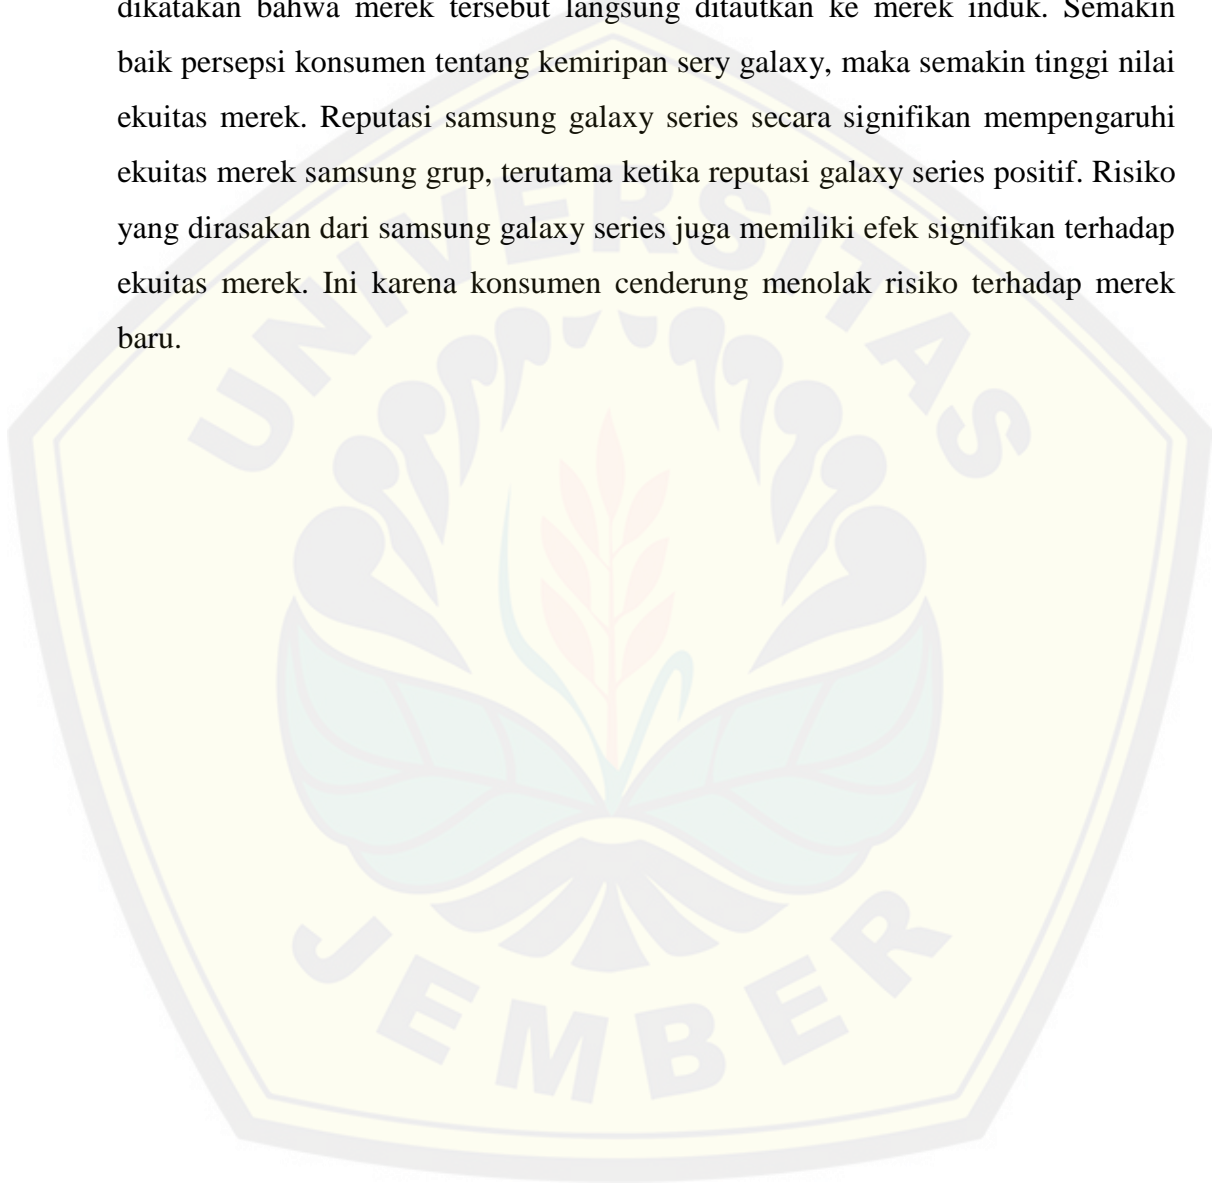 dikatakan bahwa merek tersebut langsung ditautkan ke merek induk. Semakin
baik persepsi konsumen tentang kemiripan sery galaxy, maka semakin tinggi nilai
ekuitas merek. Reputasi samsung galaxy series secara signifikan mempengaruhi
ekuitas merek samsung grup, terutama ketika reputasi galaxy series positif. Risiko
yang dirasakan dari samsung galaxy series juga memiliki efek signifikan terhadap
ekuitas merek. Ini karena konsumen cenderung menolak risiko terhadap merek
baru.
UNIVERSITAS
JEMBER